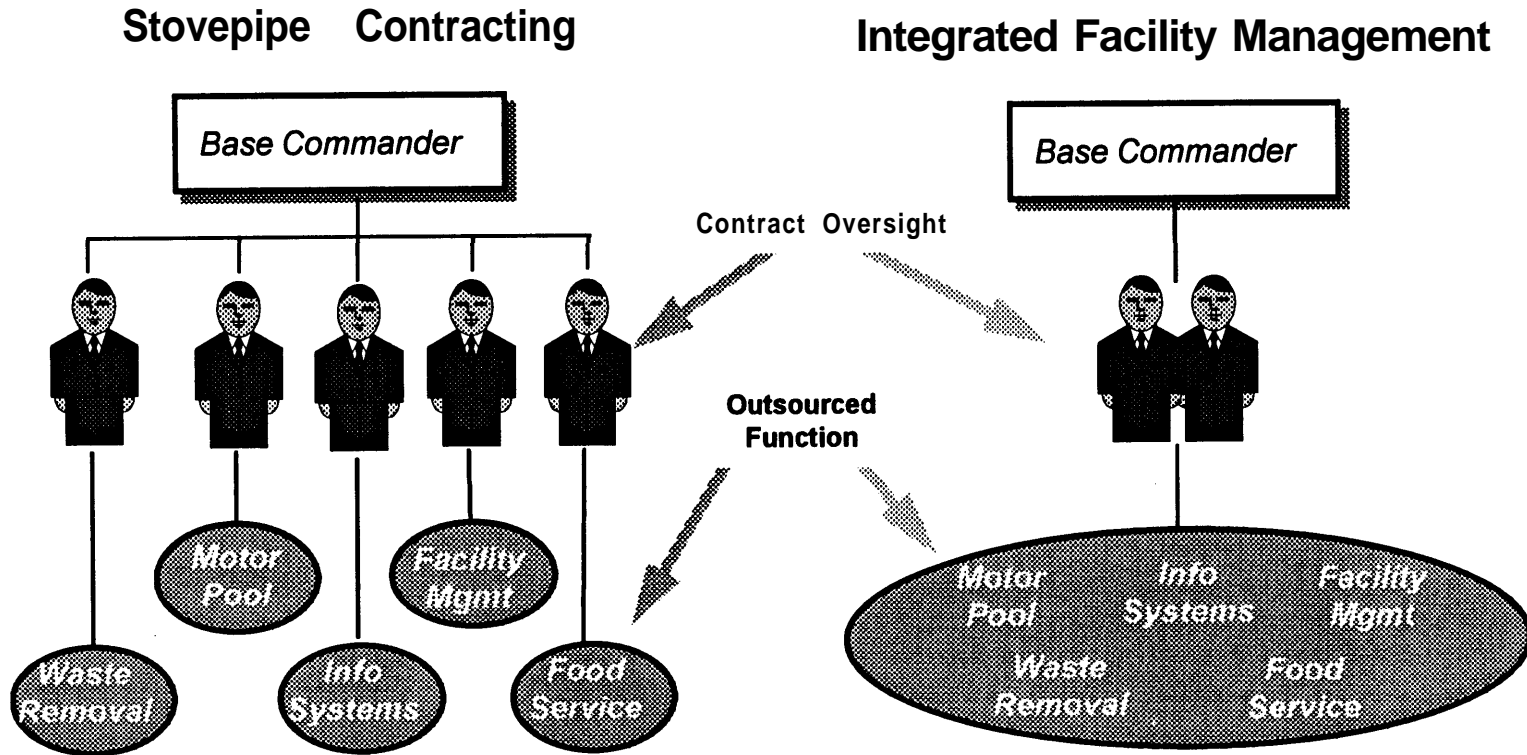 Stovepipe Contracting
Integrated Facility Management
Base Commander
Base Commander
Contract Oversight
Outsourced
Function
Motor
Pool
Facility
Mgmt
Waste
Removal
Info
Systems
Food
Service
Motor
Pool
Info
Systems
Facility
Mgmt
Waste
Removal
Food
Service